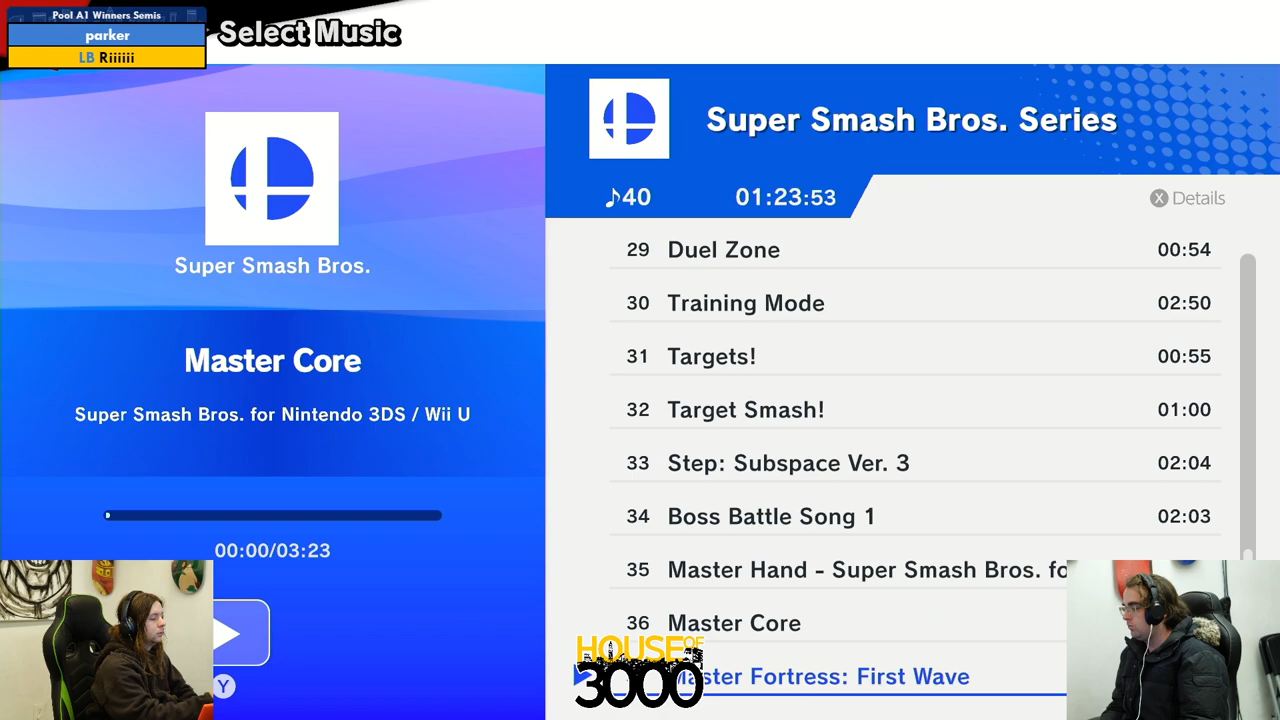 Pool A1 Winners Semis
parker
LB Riiiiii
Select Music
Super Smash Bros.
Master Core
Super Smash Bros. for Nintendo 3DS / Wii U
00:00/03:23
Y
Super Smash Bros. Series
♪40 01:23:53
X Details
29 Duel Zone 00:54
30 Training Mode 02:50
31 Targets! 00:55
32 Target Smash! 01:00
33 Step: Subspace Ver. 3 02:04
34 Boss Battle Song 1 02:03
35 Master Hand - Super Smash Bros. fo
36 Master Core
aster Fortress: First Wave
HOUSE OF
3000